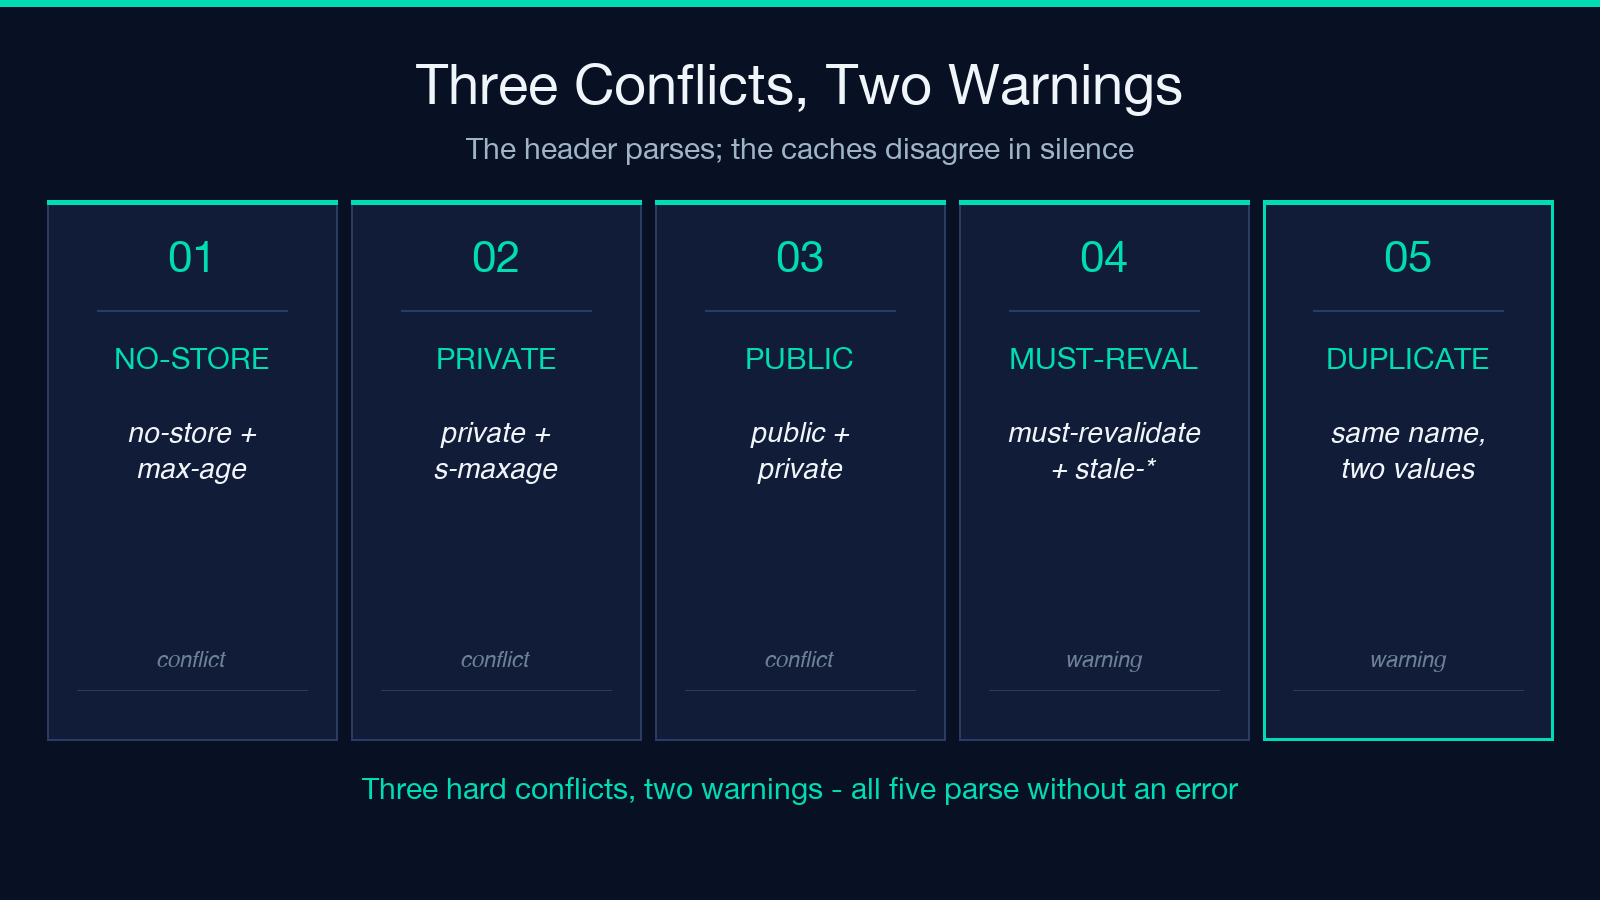 Three Conflicts, Two Warnings
The header parses; the caches disagree in silence
01
NO-STORE
no-store +
max-age
conflict
02
PRIVATE
private +
s-maxage
conflict
03
PUBLIC
public +
private
conflict
04
MUST-REVAL
must-revalidate
+ stale-*
warning
05
DUPLICATE
same name,
two values
warning
Three hard conflicts, two warnings - all five parse without an error